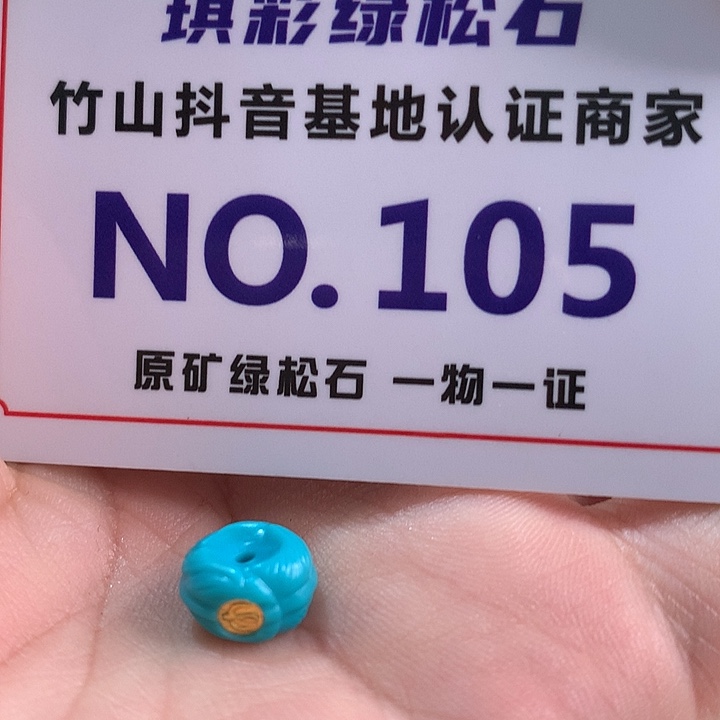 琪彩绿松石
竹山抖音基地认证商家
NO.105
原矿绿松石 一物一证